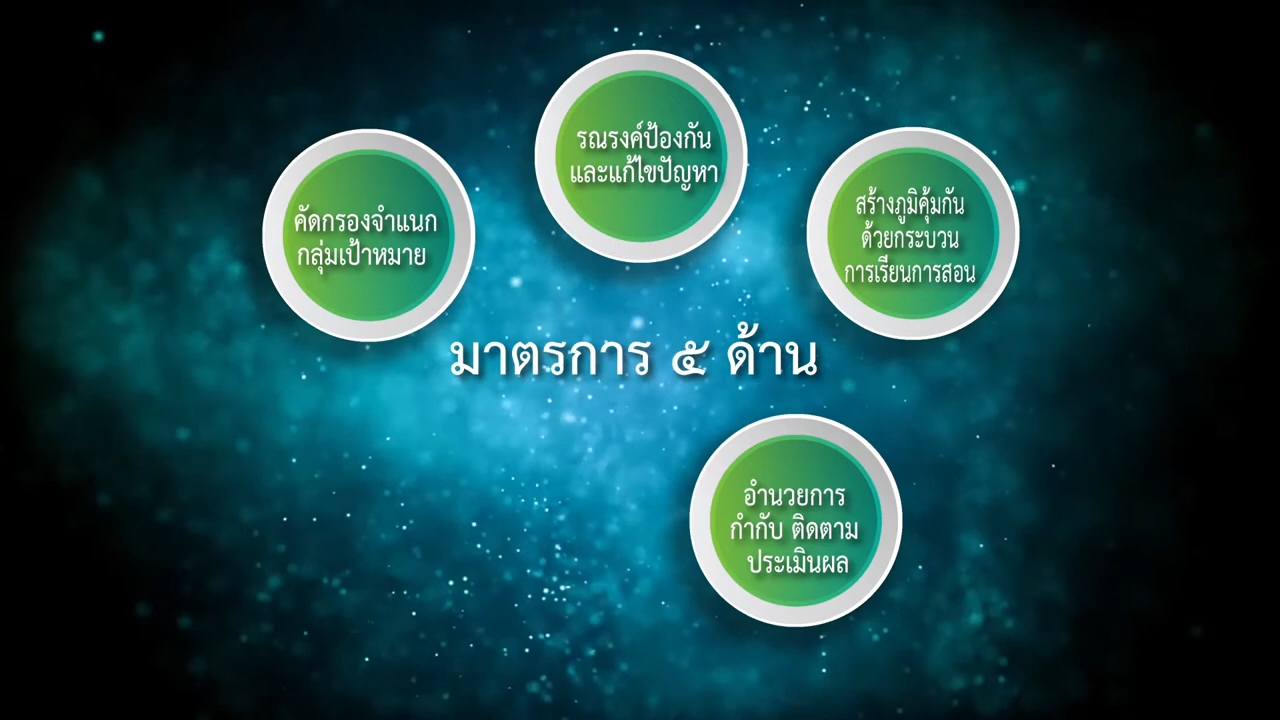 รณรงค์ป้องกัน
และแก้ไขปัญหา
คัดกรองจำแนก
กลุ่มเป้าหมาย
สร้างภูมิคุ้มกัน
ด้วยกระบวน
การเรียนการสอน
มาตรการ ๕ ด้าน
อำนวยการ
กำกับ ติดตาม
ประเมินผล